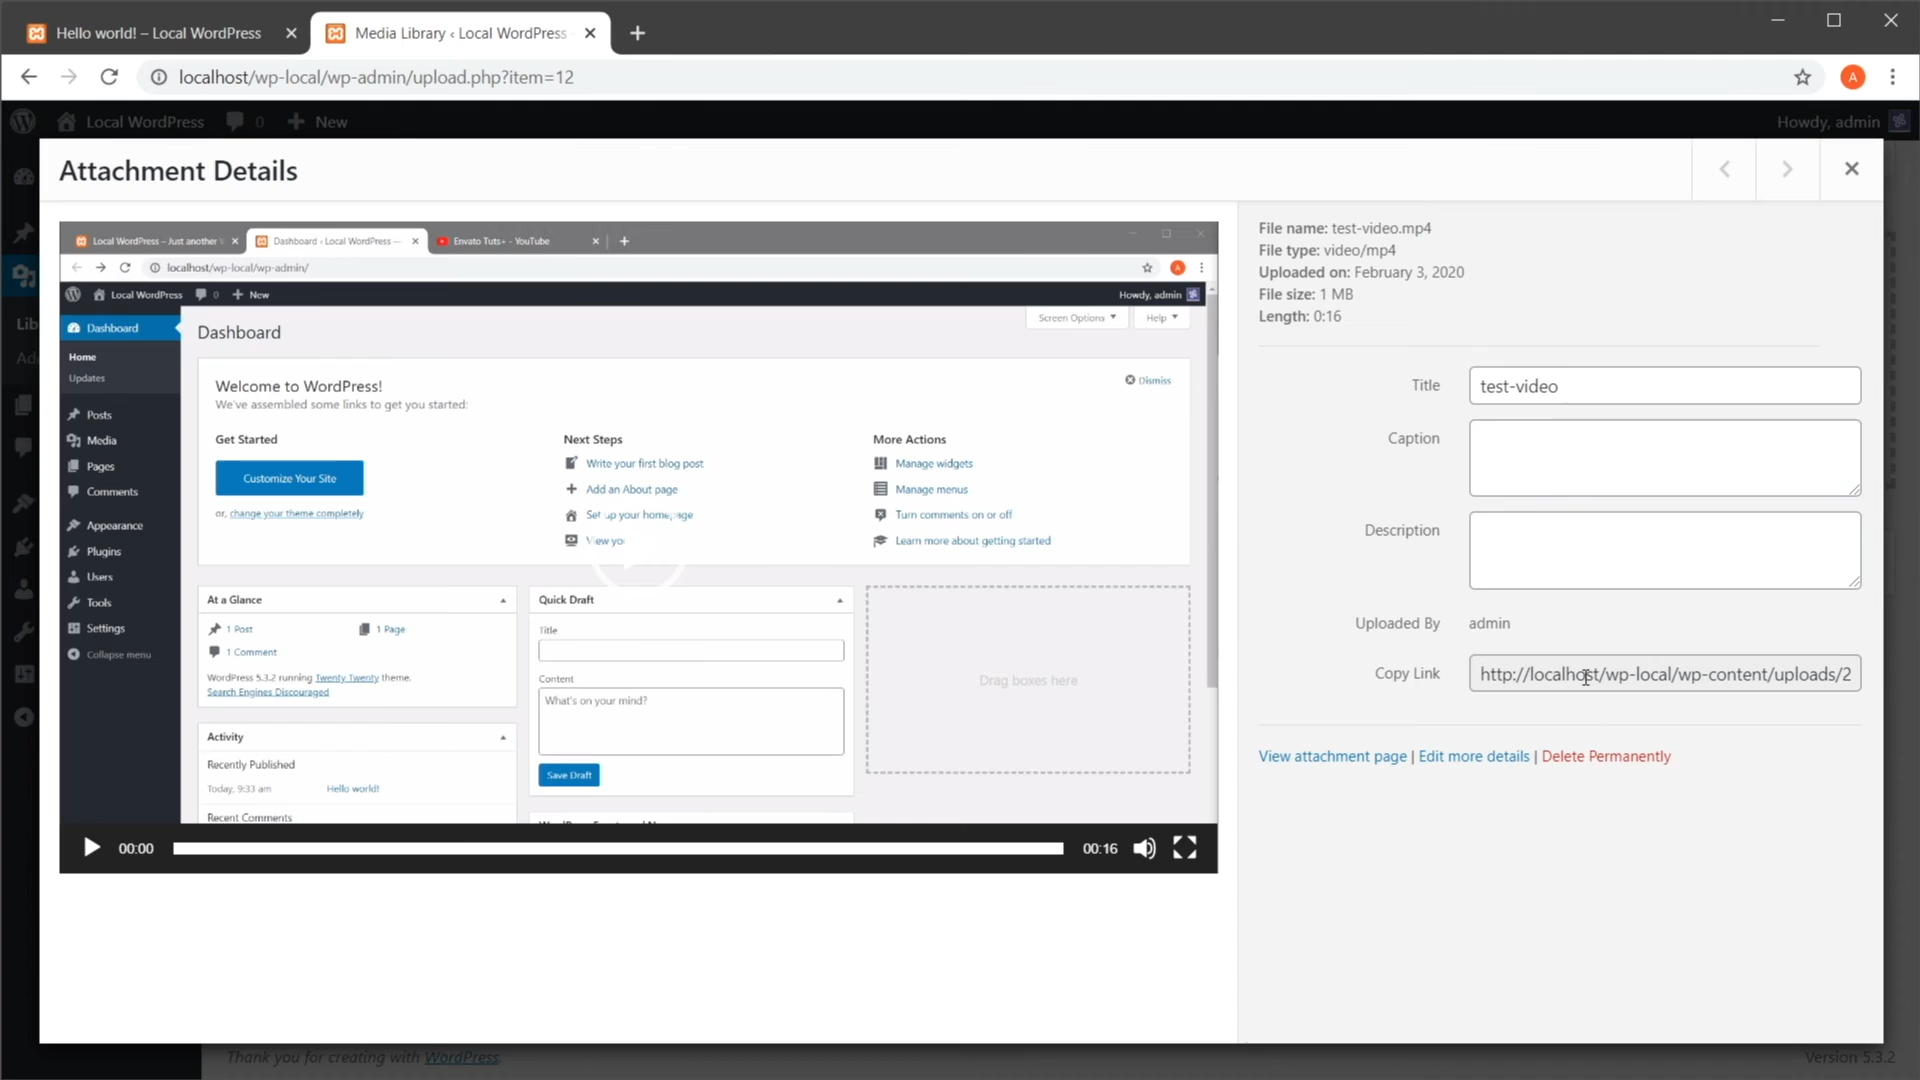 Hello world! – Local WordPress
Media Library ‹ Local WordPress
localhost/wp-local/wp-admin/upload.php?item=12
A
Local WordPress 0 New
Howdy, admin
Attachment Details
Local WordPress – Just another
Dashboard ‹ Local WordPress —
Envato Tuts+ - YouTube
localhost/wp-local/wp-admin/
A
Local WordPress 0 New
Howdy, admin
Dashboard
Home
Updates
Posts
Media
Pages
Comments
Appearance
Plugins
Users
Tools
Settings
Collapse menu
Dashboard
Screen Options
Help
Welcome to WordPress!
We've assembled some links to get you started:
Dismiss
Get Started
Customize Your Site
or, change your theme completely
Next Steps
Write your first blog post
Add an About page
Set up your homepage
View you
More Actions
Manage widgets
Manage menus
Turn comments on or off
Learn more about getting started
At a Glance
1 Post
1 Page
1 Comment
WordPress 5.3.2 running Twenty Twenty theme.
Search Engines Discouraged
Activity
Recently Published
Today, 9:33 am Hello world!
Recent Comments
Quick Draft
Title
Content
What's on your mind?
Save Draft
Drag boxes here
00:00
00:16
File name: test-video.mp4
File type: video/mp4
Uploaded on: February 3, 2020
File size: 1 MB
Length: 0:16
Title test-video
Caption
Description
Uploaded By admin
Copy Link http://localhost/wp-local/wp-content/uploads/2
View attachment page | Edit more details | Delete Permanently
Lib
Ad
Thank you for creating with WordPress.
Version 5.3.2